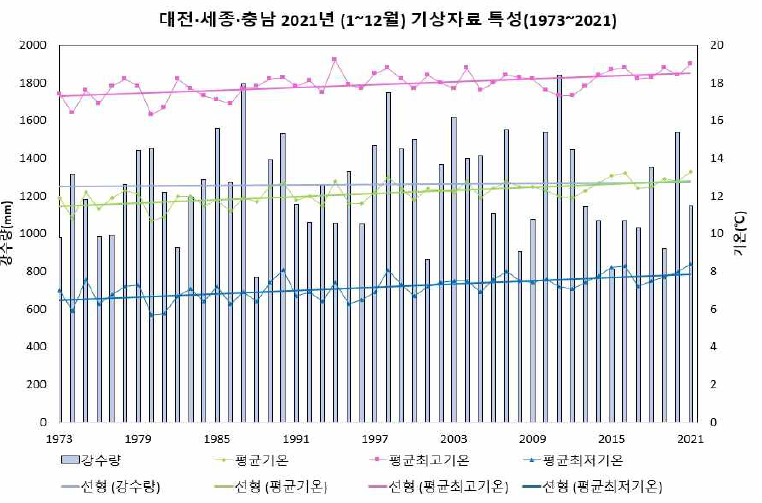 대전·세종·충남 2021년 (1~12월) 기상자료 특성(1973~2021)
2000 20
1800 18
1600 16
1400 14
1200 12
1000 10
800 8
600 6
400 4
200 2
0 0
강수량(mm)
기온(℃)
1973 1979 1985 1991 1997 2003 2009 2015 2021
강수량 평균기온 평균최고기온 평균최저기온
선형 (강수량) 선형 (평균기온) 선형 (평균최고기온) 선형 (평균최저기온)